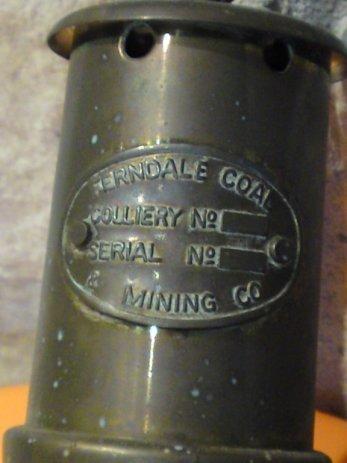 FERNDALE COAL
COLLIERY Nº
SERIAL Nº
& MINING CO